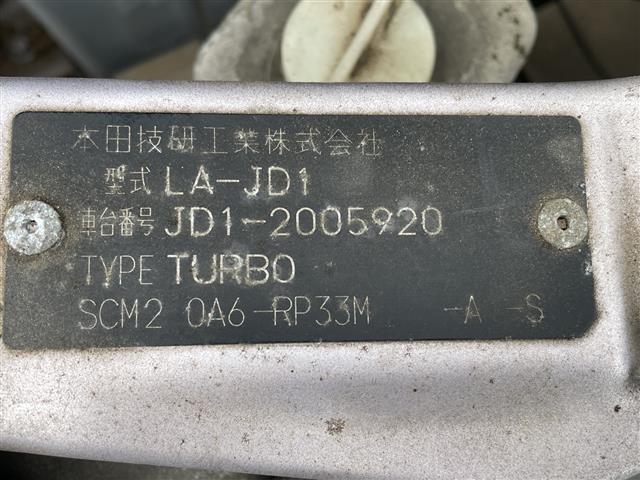 本田技研工業株式会社
型式 LA-JD1
車台番号 JD1-2005920
TYPE TURBO
SCM2 0A6-RP33M -A -S